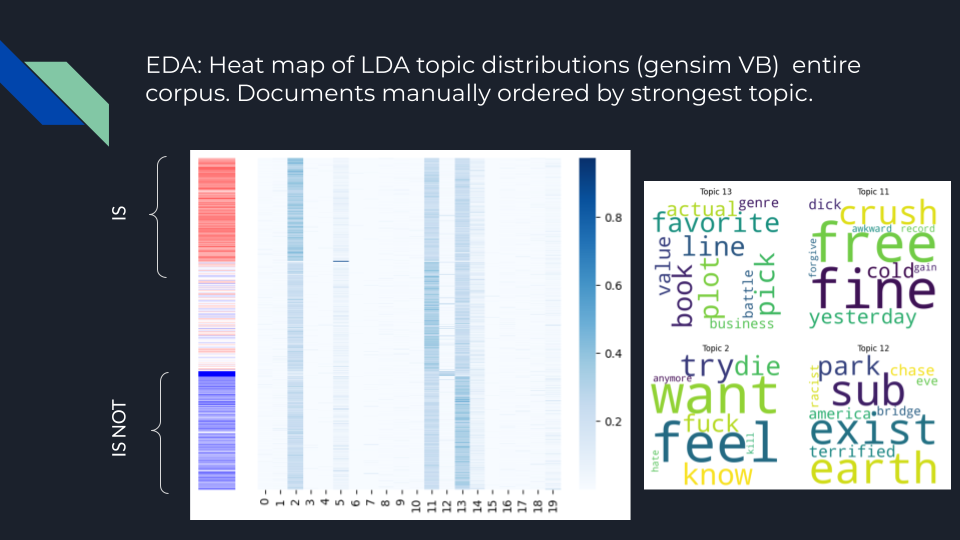 EDA: Heat map of LDA topic distributions (gensim VB)  entire
corpus. Documents manually ordered by strongest topic.
IS
IS NOT
0 1 2 3 4 5 6 7 8 9 10 11 12 13 14 15 16 17 18 19
0.8
0.6
0.4
0.2
Topic 13
actual
genre
favorite
line
value
book
plot
battle
pick
business
Topic 11
dick
crush
awkward
record
free
forgive
cold
gain
fine
yesterday
Topic 2
try
die
anymore
want
fuck
feel
kill
hate
know
Topic 12
park
chase
eve
racist
sub
america
bridge
exist
terrified
earth